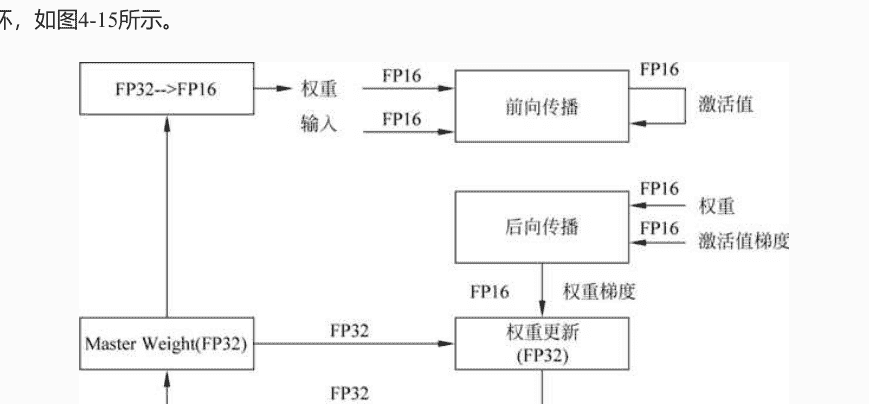 环，如图4-15所示。
FP32-->FP16
权重
FP16
输入
FP16
前向传播
FP16
激活值
后向传播
FP16
权重
FP16
激活值梯度
FP16
权重梯度
Master Weight(FP32)
FP32
权重更新
(FP32)
FP32